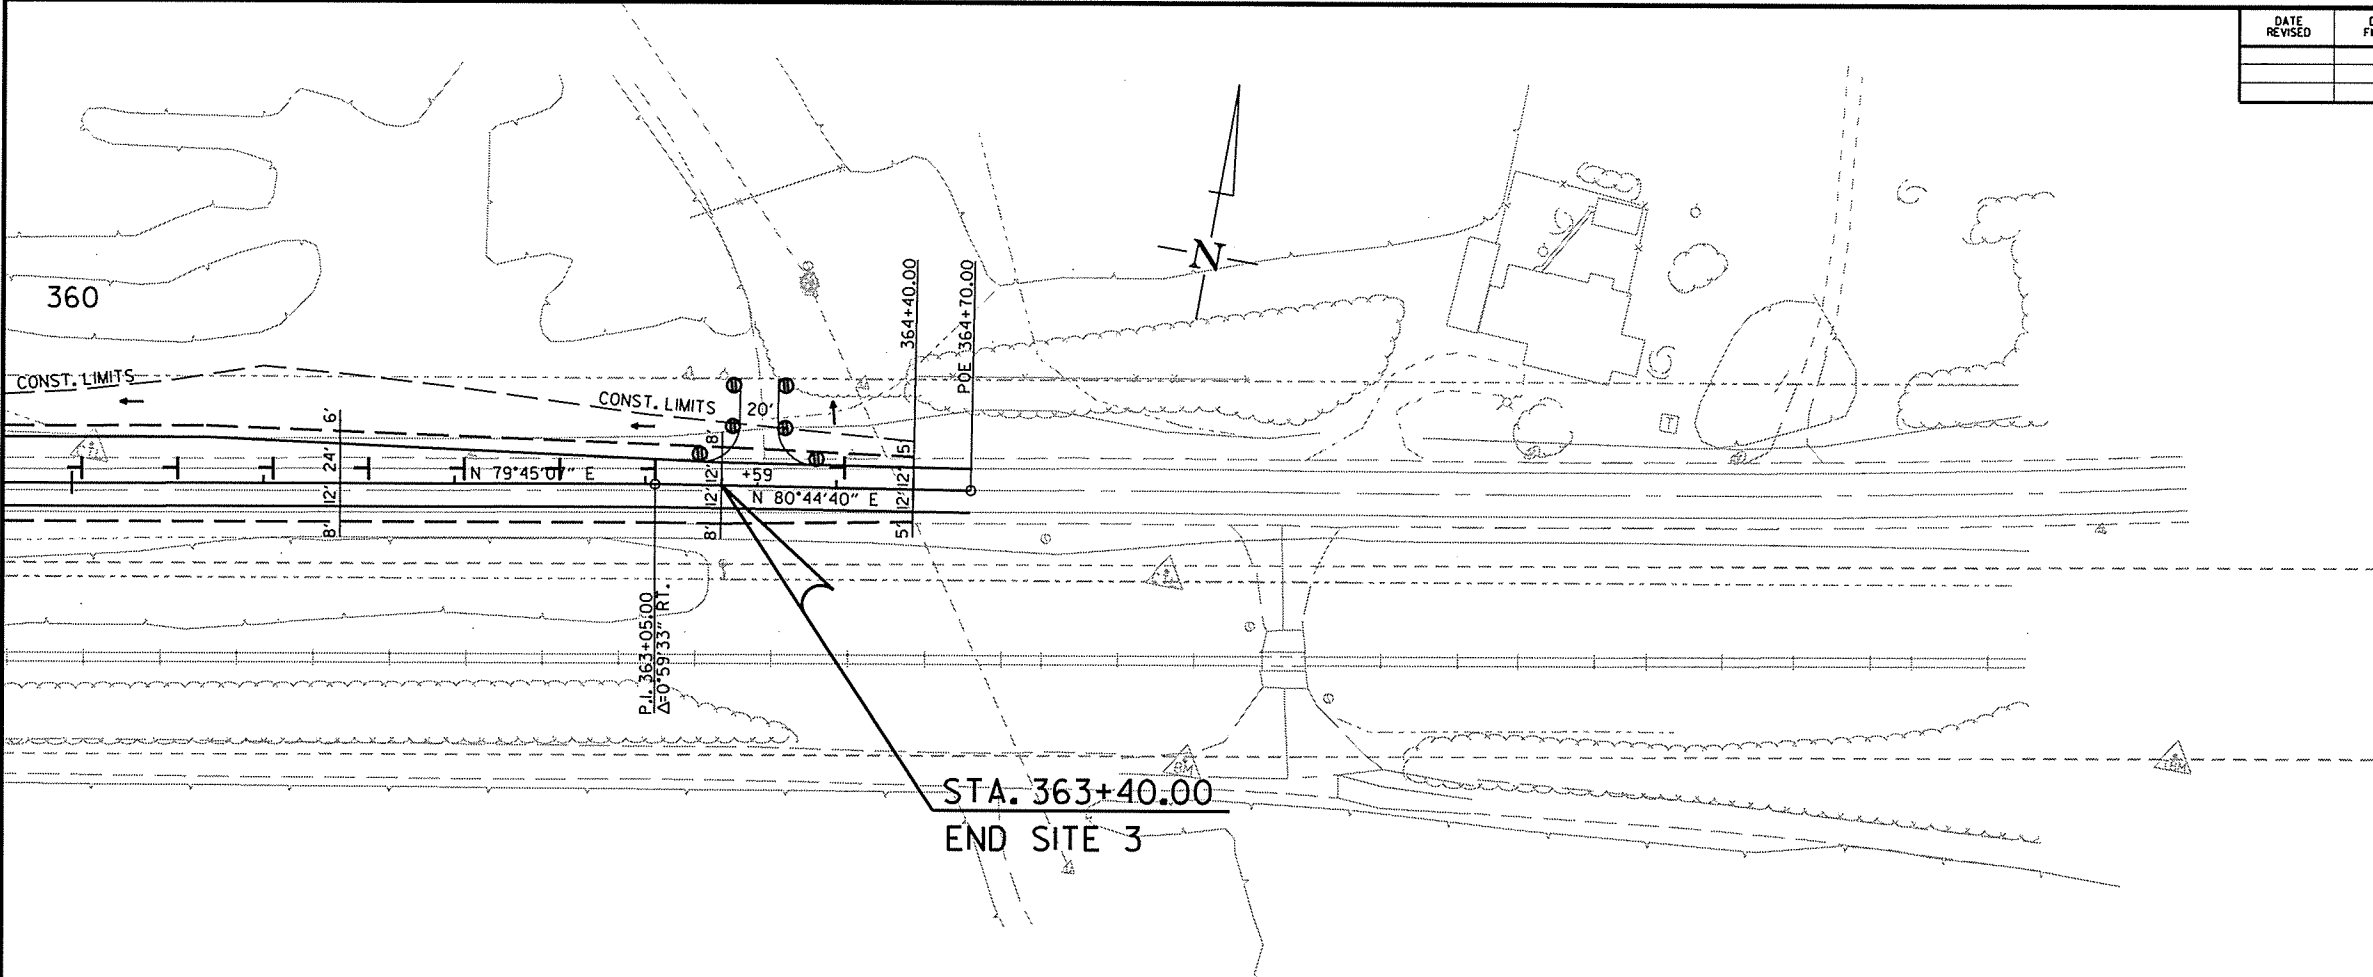 DATE
REVISED
360
N
364+40.00
POE 364+70.00
CONST. LIMITS
CONST. LIMITS
20'
6'
24'
12'
8'
8'
12'
12'
8'
5'
12'
12'
5'
N 79°45'07" E
+59
N 80°44'40" E
P.I. 363+05.00
Δ=0°59'33" RT.
STA. 363+40.00
END SITE 3